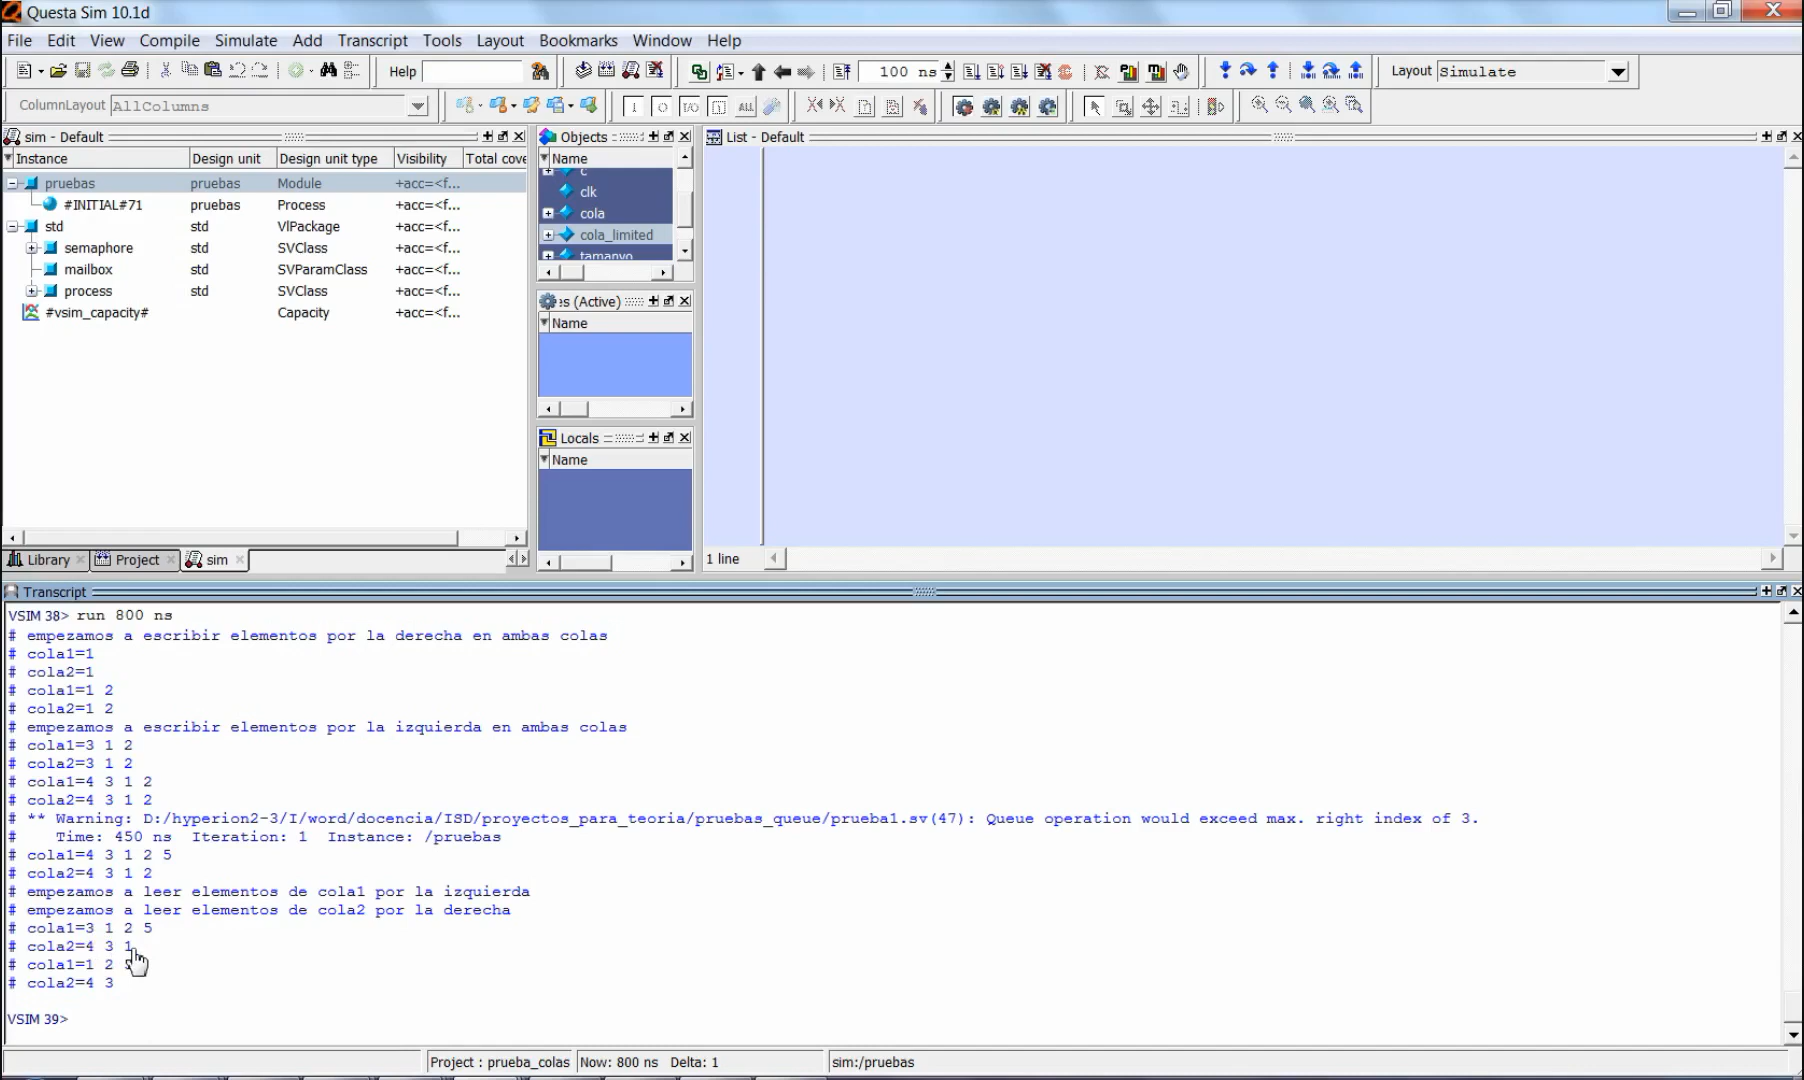 Questa Sim 10.1d
File Edit View Compile Simulate Add Transcript Tools Layout Bookmarks Window Help
Help 100 ns Layout Simulate
ColumnLayout AllColumns ALL
sim - Default
Instance Design unit Design unit type Visibility Total cove
pruebas pruebas Module +acc=<f...
#INITIAL#71 pruebas Process +acc=<f...
std std VlPackage +acc=<f...
semaphore std SVClass +acc=<f...
mailbox std SVParamClass +acc=<f...
process std SVClass +acc=<f...
#vsim_capacity# Capacity +acc=<f...
Library Project sim
Objects
Name
c
clk
cola
cola_limited
tamanyo
es (Active)
Name
Locals
Name
List - Default
1 line
Transcript
VSIM 38> run 800 ns
# empezamos a escribir elementos por la derecha en ambas colas
# cola1=1
# cola2=1
# cola1=1 2
# cola2=1 2
# empezamos a escribir elementos por la izquierda en ambas colas
# cola1=3 1 2
# cola2=3 1 2
# cola1=4 3 1 2
# cola2=4 3 1 2
# ** Warning: D:/hyperion2-3/I/word/docencia/ISD/proyectos_para_teoria/pruebas_queue/prueba1.sv(47): Queue operation would exceed max. right index of 3.
# Time: 450 ns Iteration: 1 Instance: /pruebas
# cola1=4 3 1 2 5
# cola2=4 3 1 2
# empezamos a leer elementos de cola1 por la izquierda
# empezamos a leer elementos de cola2 por la derecha
# cola1=3 1 2 5
# cola2=4 3 1
# cola1=1 2
# cola2=4 3
VSIM 39>
Project : prueba_colas Now: 800 ns Delta: 1 sim:/pruebas